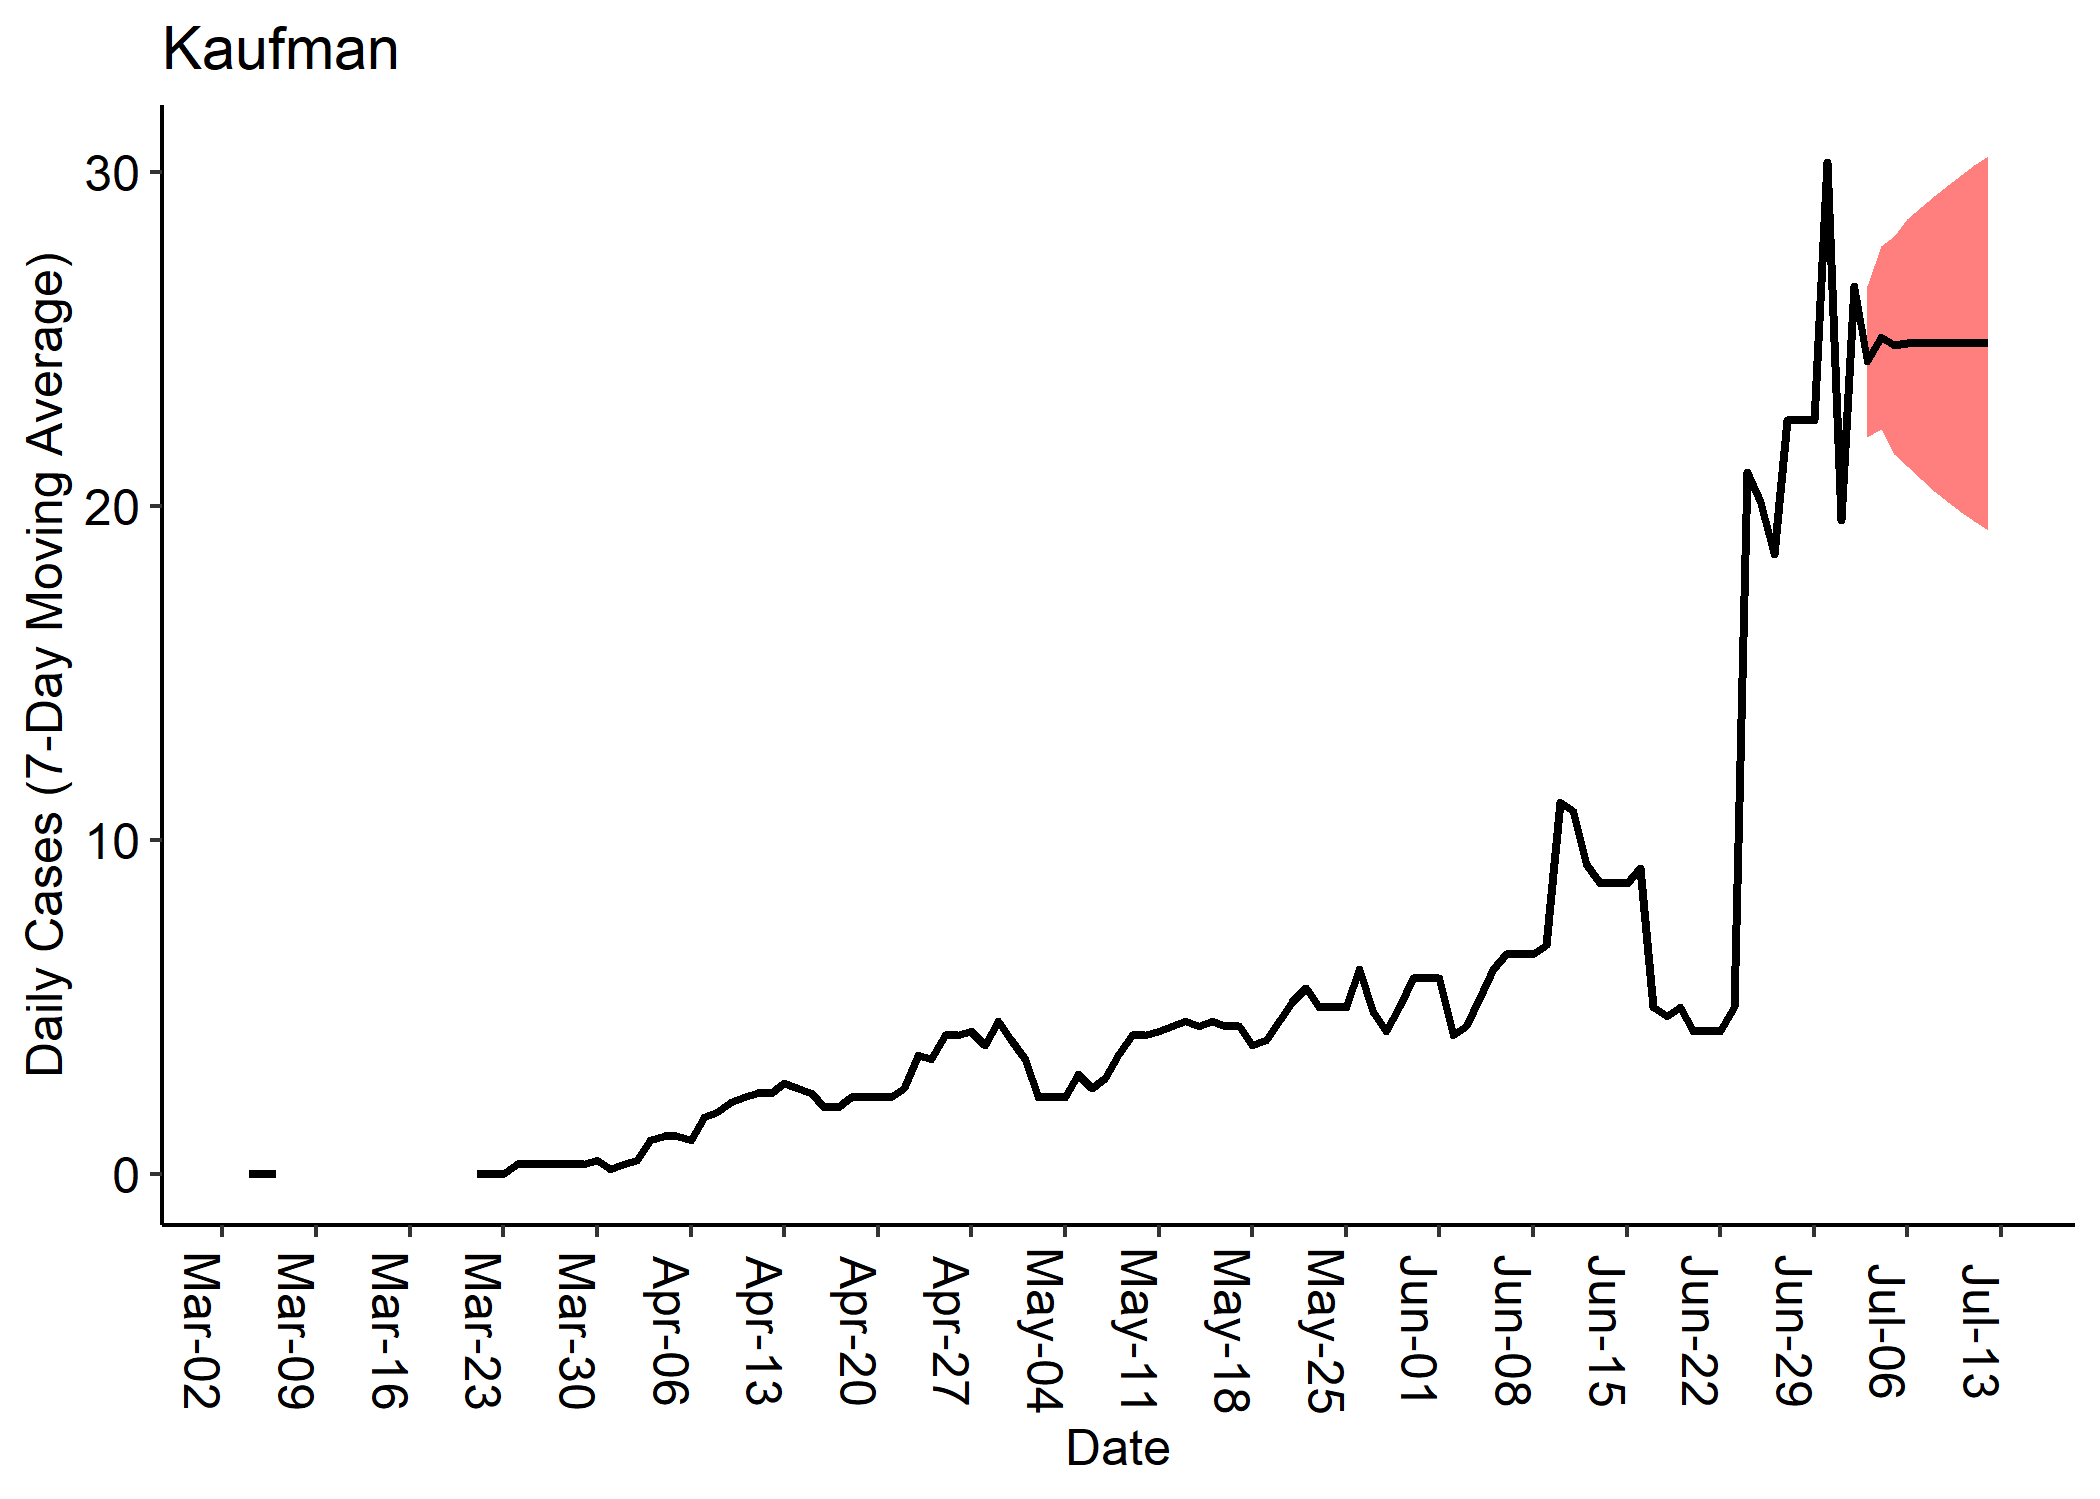 Kaufman
Daily Cases (7-Day Moving Average)
30
20
10
0
Mar-02
Mar-09
Mar-16
Mar-23
Mar-30
Apr-06
Apr-13
Apr-20
Apr-27
May-04
May-11
May-18
May-25
Jun-01
Jun-08
Jun-15
Jun-22
Jun-29
Jul-06
Jul-13
Date